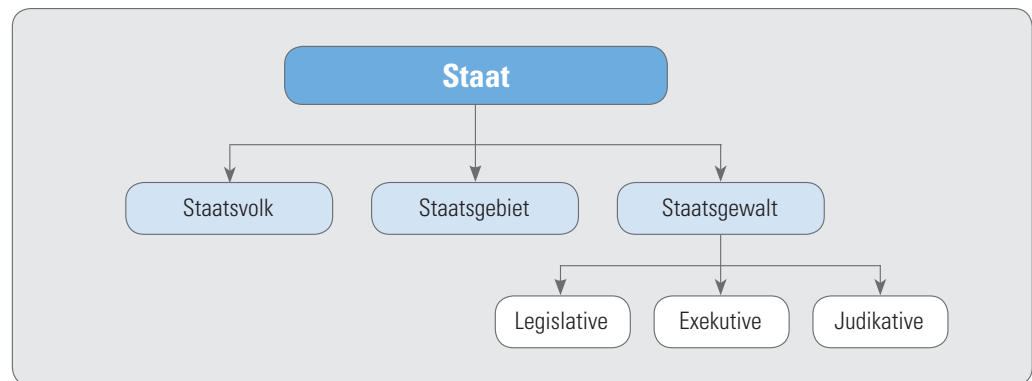 Staat
Staatsvolk
Staatsgebiet
Staatsgewalt
Legislative
Exekutive
Judikative